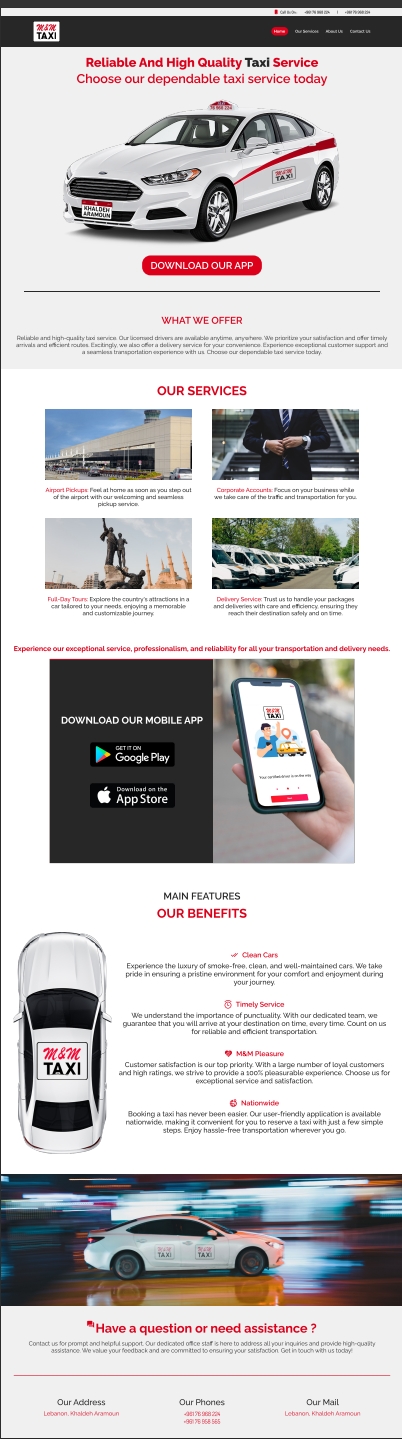 Call Us On : +961 76 968 224 | +961 76 968 224
M&M
TAXI
Home Our Services About Us Contact Us
Reliable And High Quality Taxi Service
Choose our dependable taxi service today
TAXI
76 968 224
M&M
TAXI
KHALDEH
ARAMOUN
DOWNLOAD OUR APP
WHAT WE OFFER
Reliable and high-quality taxi service. Our licensed drivers are available anytime, anywhere. We prioritize your satisfaction and offer timely
arrivals and efficient routes. Excitingly, we also offer a delivery service for your convenience. Experience exceptional customer support and
a seamless transportation experience with us. Choose our dependable taxi service today.
OUR SERVICES
Airport Pickups: Feel at home as soon as you step out
of the airport with our welcoming and seamless
pickup service.
Corporate Accounts: Focus on your business while
we take care of the traffic and transportation for you.
Full-Day Tours: Explore the country's attractions in a
car tailored to your needs, enjoying a memorable
and customizable journey.
Delivery Service: Trust us to handle your packages
and deliveries with care and efficiency, ensuring they
reach their destination safely and on time.
Experience our exceptional service, professionalism, and reliability for all your transportation and delivery needs.
DOWNLOAD OUR MOBILE APP
GET IT ON
Google Play
Download on the
App Store
M&M
TAXI
Your certified driver is on the way
MAIN FEATURES
OUR BENEFITS
Clean Cars
Experience the luxury of smoke-free, clean, and well-maintained cars. We take
pride in ensuring a pristine environment for your comfort and enjoyment during
your journey.
Timely Service
We understand the importance of punctuality. With our dedicated team, we
guarantee that you will arrive at your destination on time, every time. Count on us
for reliable and efficient transportation.
M&M Pleasure
Customer satisfaction is our top priority. With a large number of loyal customers
and high ratings, we strive to provide a 100% pleasurable experience. Choose us for
exceptional service and satisfaction.
Nationwide
Booking a taxi has never been easier. Our user-friendly application is available
nationwide, making it convenient for you to reserve a taxi with just a few simple
steps. Enjoy hassle-free transportation wherever you go.
M&M
TAXI
M&M
TAXI
M&M
TAXI
Have a question or need assistance ?
Contact us for prompt and helpful support. Our dedicated office staff is here to address all your inquiries and provide high-quality
assistance. We value your feedback and are committed to ensuring your satisfaction. Get in touch with us today!
Our Address
Lebanon, Khaldeh Aramoun
Our Phones
+961 76 968 224
+961 76 958 565
Our Mail
Lebanon, Khaldeh Aramoun